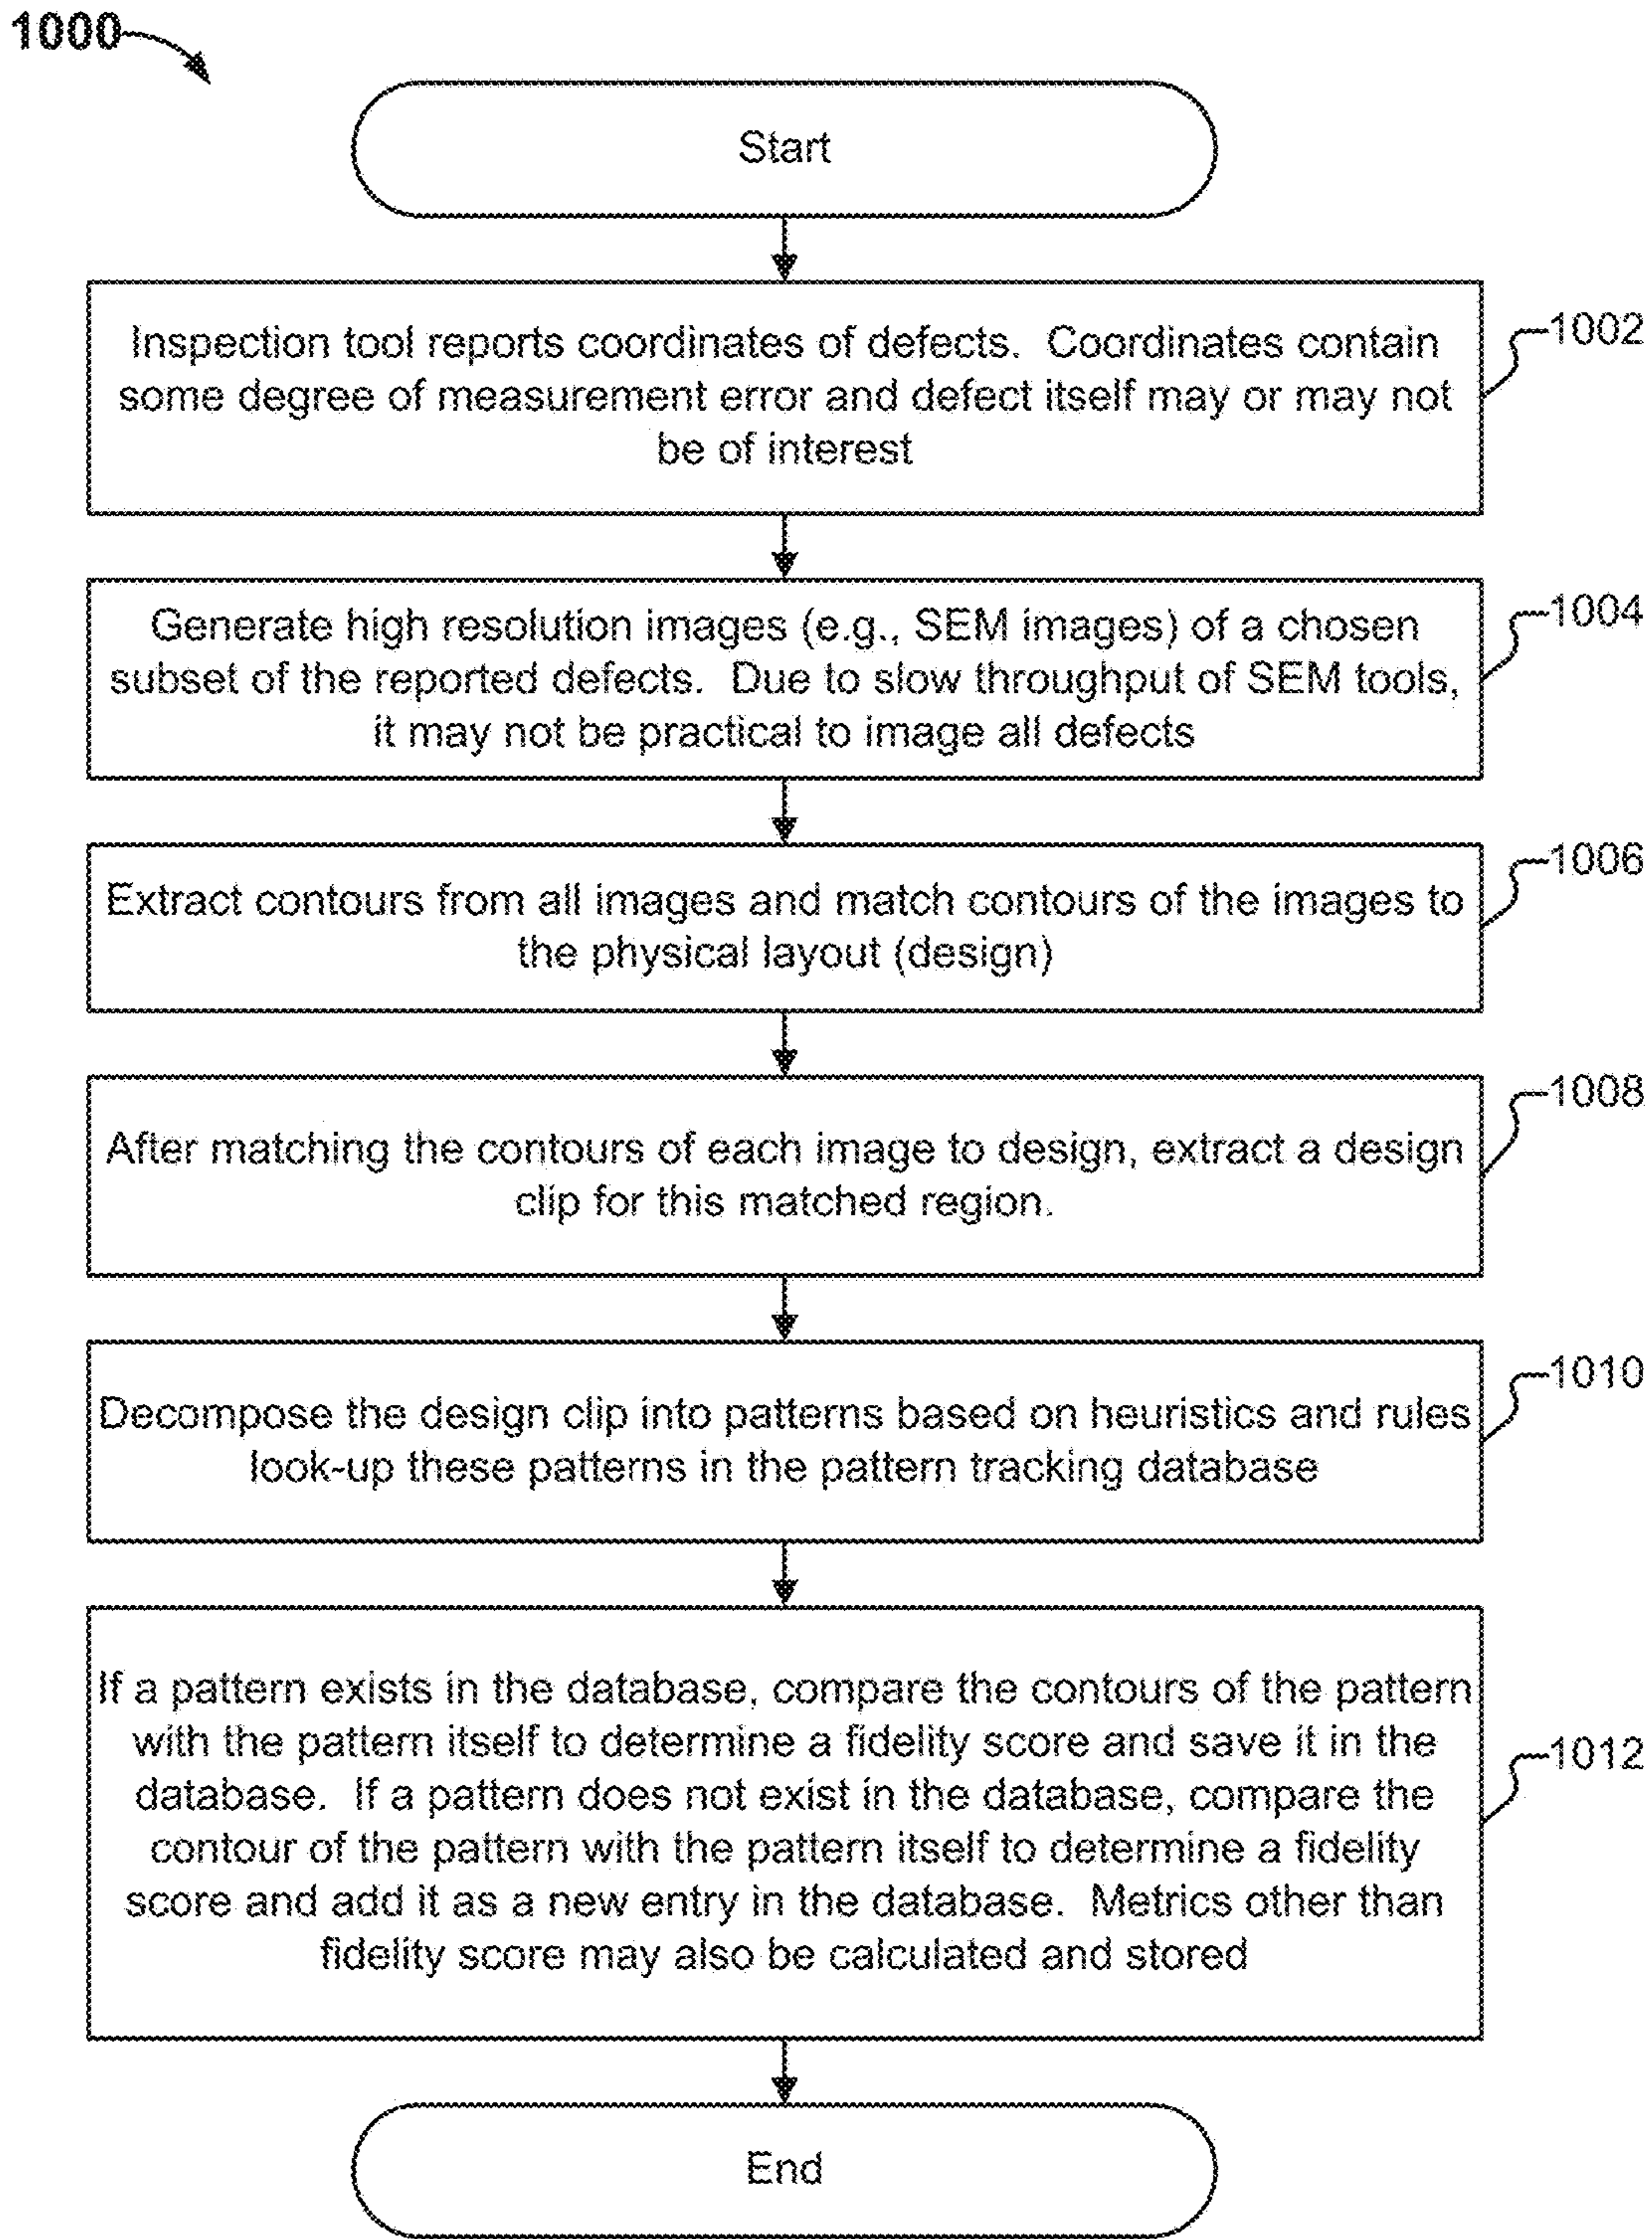 1000
Start
Inspection tool reports coordinates of defects. Coordinates contain
some degree of measurement error and defect itself may or may not
be of interest
1002
Generate high resolution images (e.g., SEM images) of a chosen
subset of the reported defects. Due to slow throughput of SEM tools,
it may not be practical to image all defects
1004
Extract contours from all images and match contours of the images to
the physical layout (design)
1006
After matching the contours of each image to design, extract a design
clip for this matched region.
1008
Decompose the design clip into patterns based on heuristics and rules
look-up these patterns in the pattern tracking database
1010
If a pattern exists in the database, compare the contours of the pattern
with the pattern itself to determine a fidelity score and save it in the
database. If a pattern does not exist in the database, compare the
contour of the pattern with the pattern itself to determine a fidelity
score and add it as a new entry in the database. Metrics other than
fidelity score may also be calculated and stored
1012
End